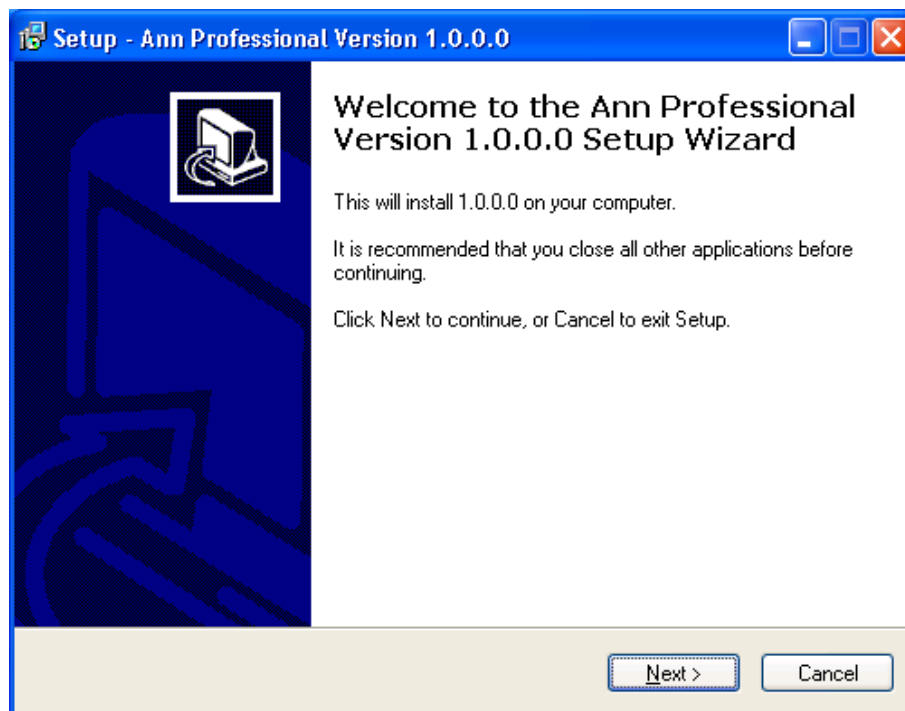 Setup - Ann Professional Version 1.0.0.0
Welcome to the Ann Professional
Version 1.0.0.0 Setup Wizard
This will install 1.0.0.0 on your computer.
It is recommended that you close all other applications before
continuing.
Click Next to continue, or Cancel to exit Setup.
Next >
Cancel